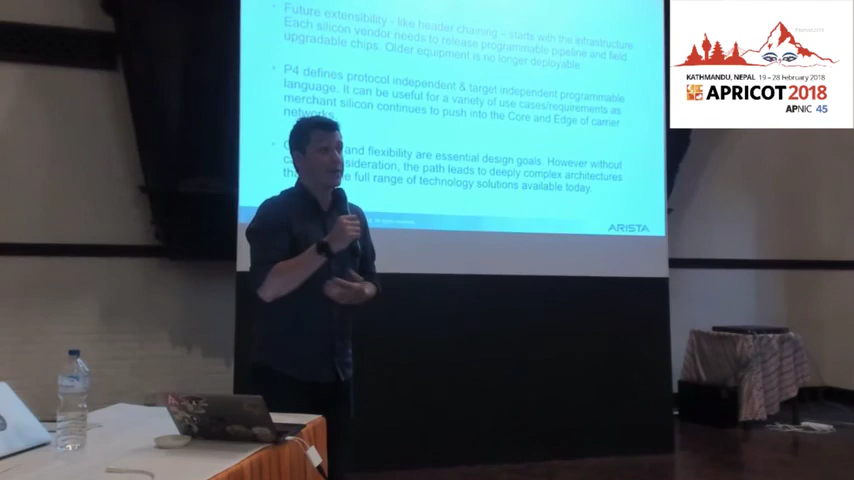 Future extensibility - like header chaining – starts with the infrastructure.
Each silicon vendor needs to release programmable pipeline and field
upgradable chips. Older equipment is no longer deployable.
P4 defines protocol independent & target independent programmable
language. It can be useful for a variety of use cases/requirements as
merchant silicon continues to push into the Core and Edge of carrier
networks.
and flexibility are essential design goals. However without
the path leads to deeply complex architectures
full range of technology solutions available today.
ARISTA
KATHMANDU, NEPAL 19 – 28 February 2018
APRICOT 2018
APNIC 45